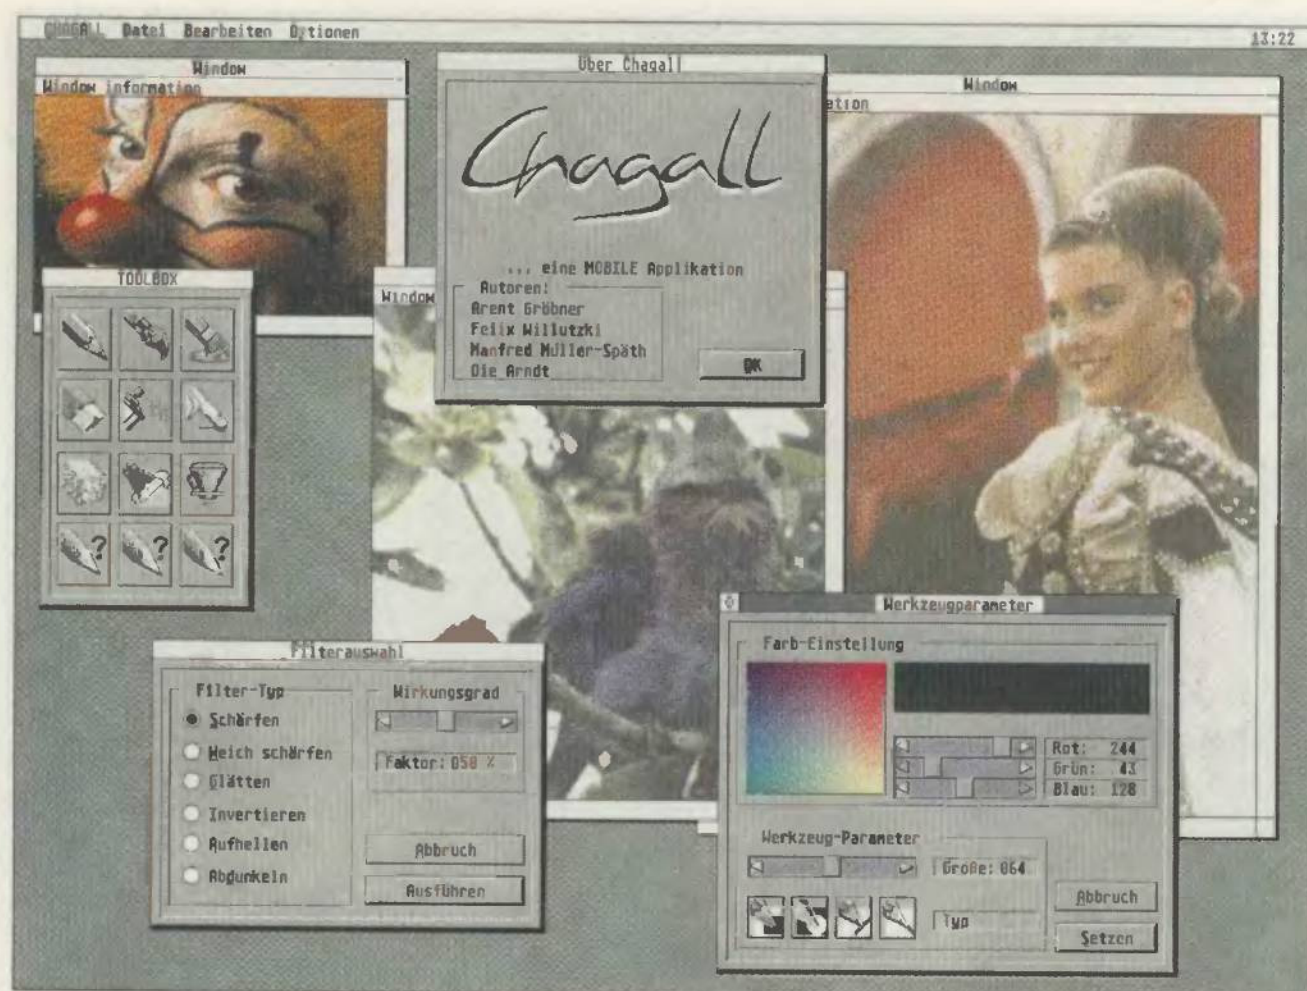 CHAGALL Datei Bearbeiten Optionen
13:22
Window
Window information
Über Chagall
Chagall
... eine MOBILE Applikation
Autoren:
Arent Gröbner
Felix Willutzki
Manfred Müller-Späth
Die Arndt
OK
Window
ation
Window
TOOLBOX
?
?
?
Filterauswahl
Filter-Typ
Schärfen
Weich schärfen
Glätten
Invertieren
Aufhellen
Abdunkeln
Wirkungsgrad
Faktor: 050 %
Abbruch
Ausführen
Werkzeugparameter
Farb-Einstellung
Rot: 244
Grün: 43
Blau: 128
Werkzeug-Parameter
Größe: 064
Typ
Abbruch
Setzen